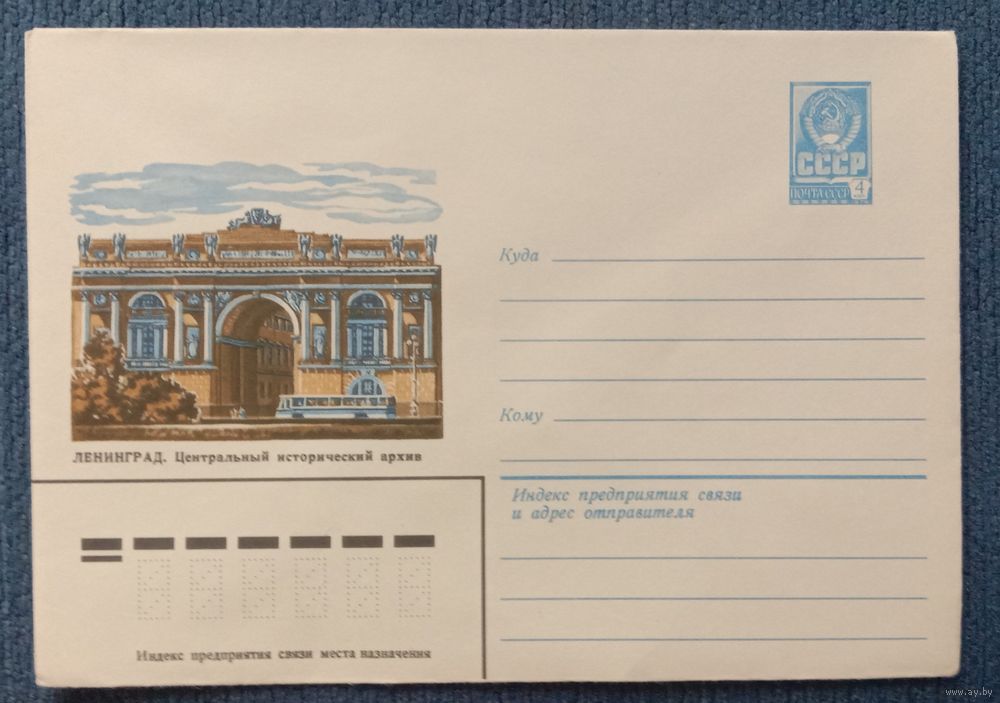 СССР
ПОЧТА СССР 4
Куда
ЛЕНИНГРАД. Центральный исторический архив
Кому
Индекс предприятия связи
и адрес отправителя
Индекс предприятия связи места назначения
www.ay.by